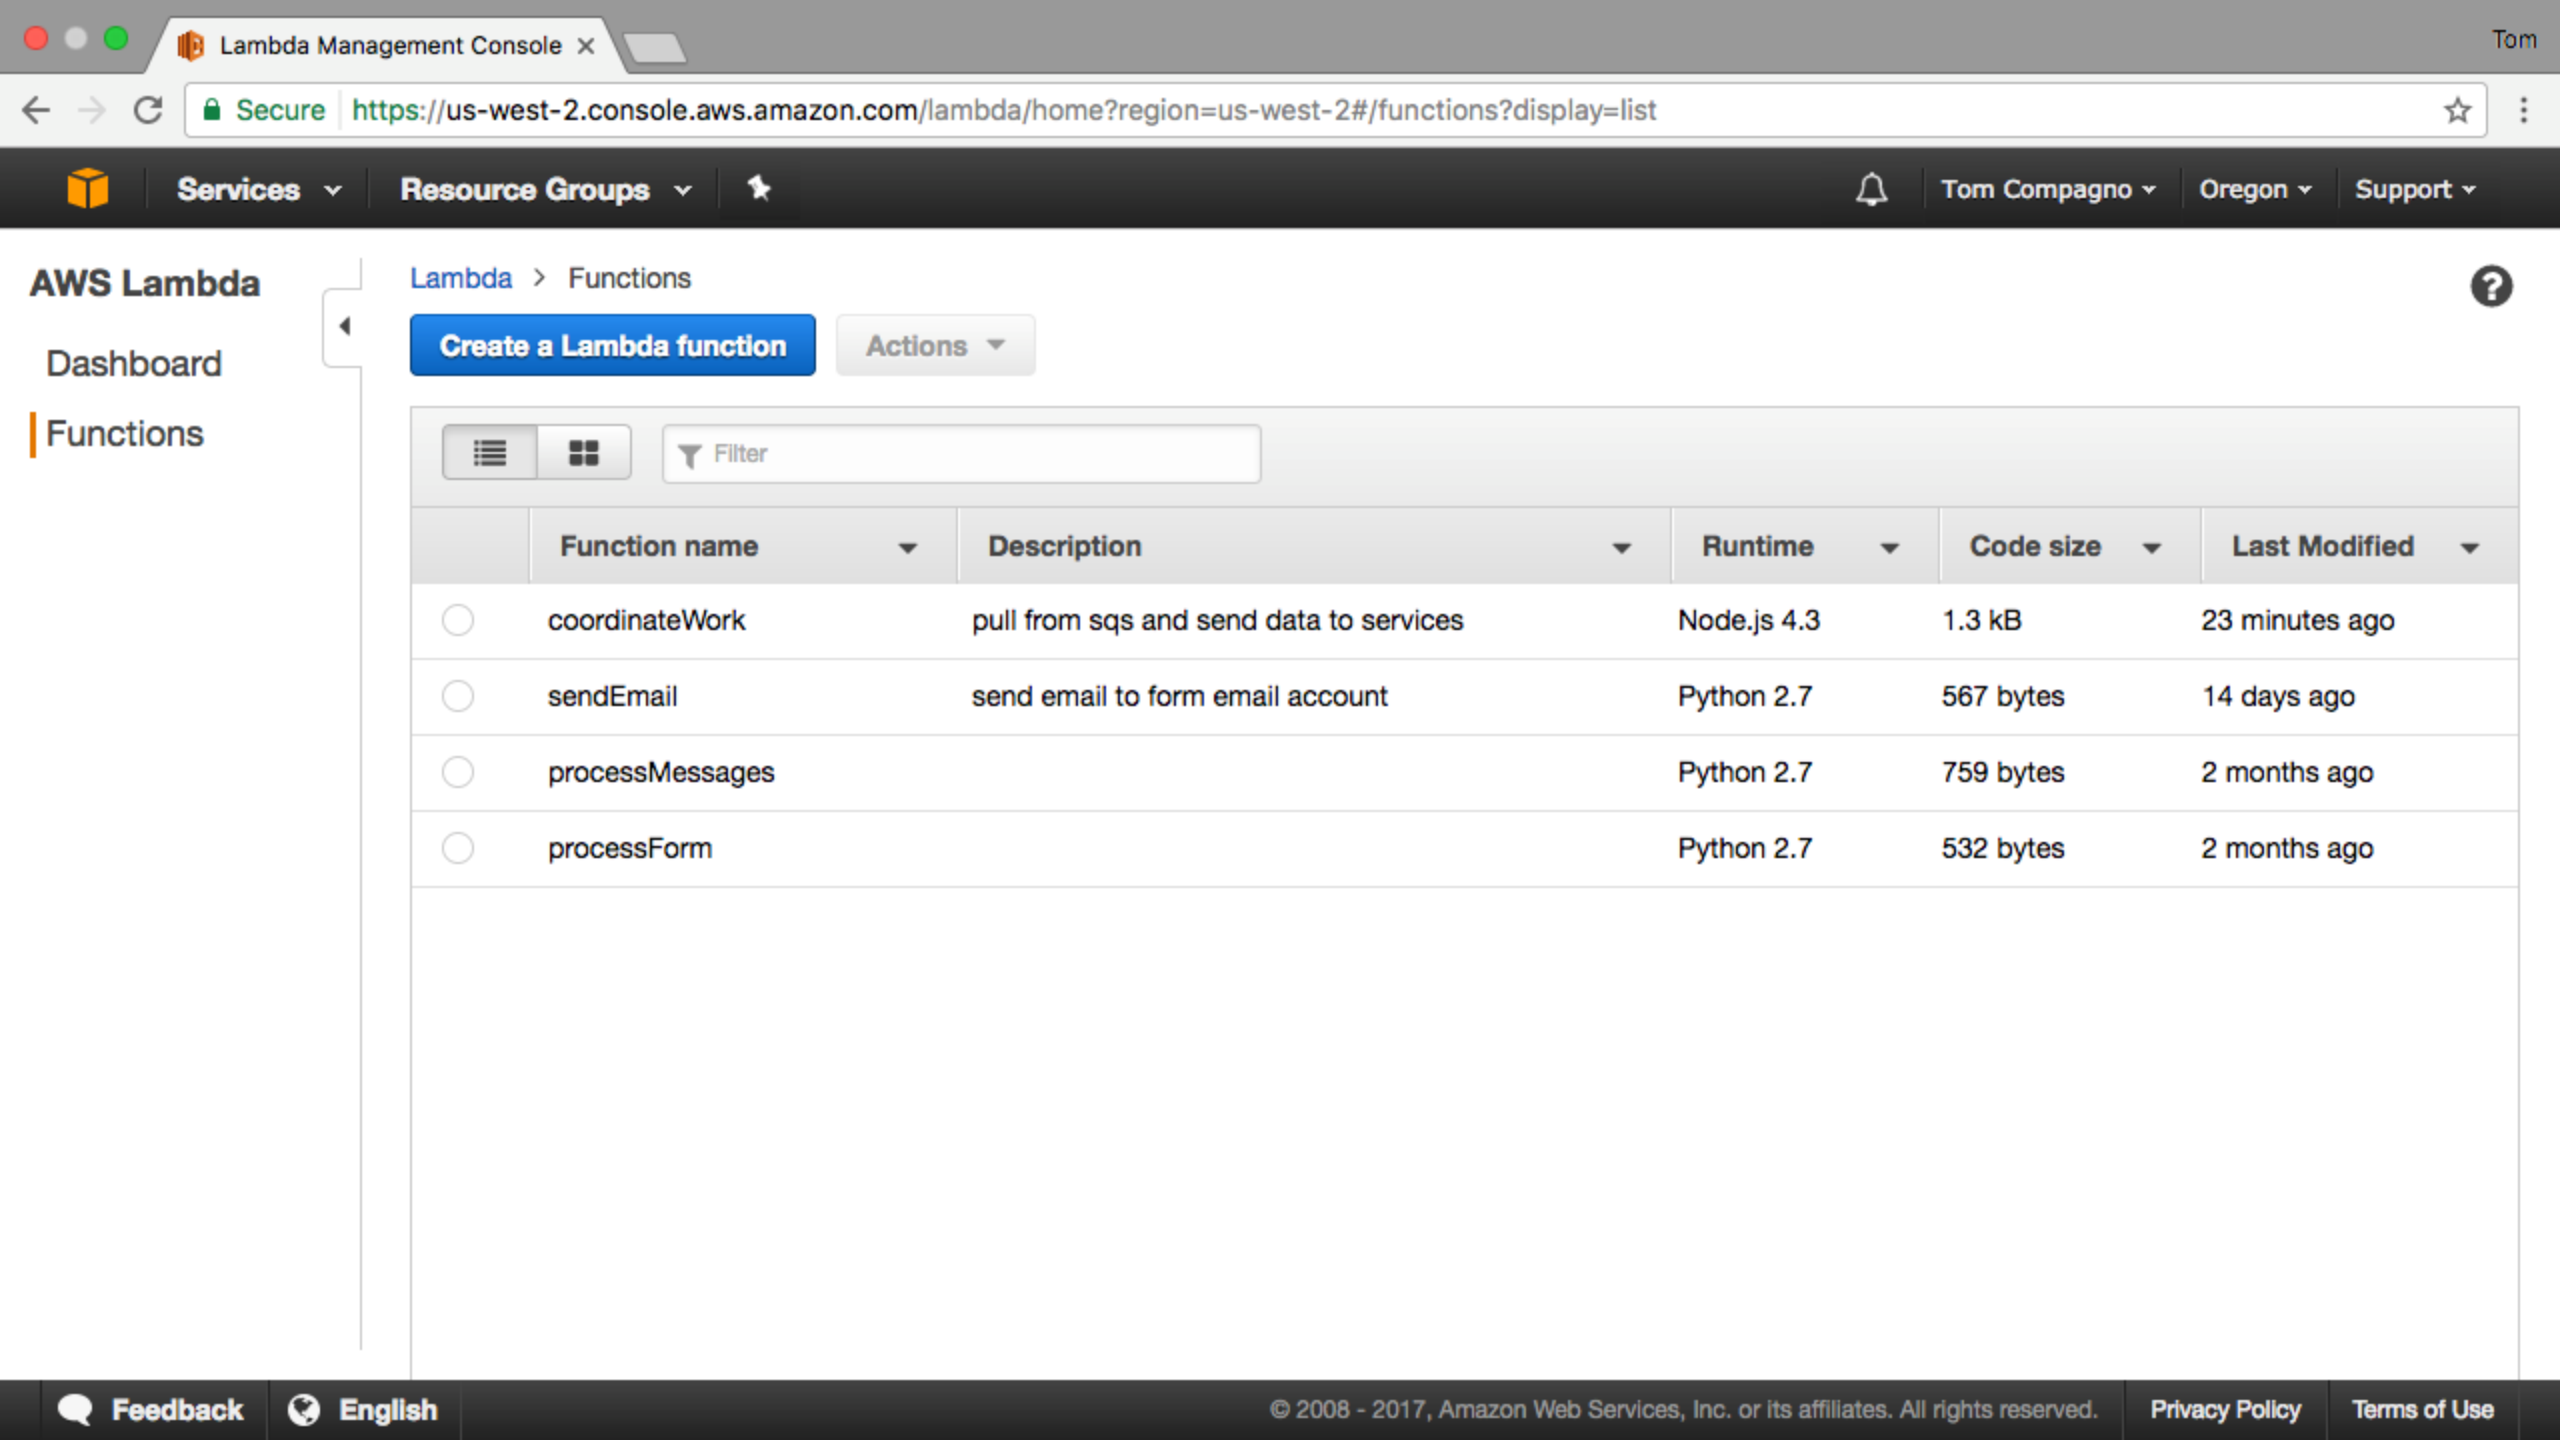 Lambda Management Console
Tom
Secure https://us-west-2.console.aws.amazon.com/lambda/home?region=us-west-2#/functions?display=list
Services Resource Groups Tom Compagno Oregon Support
AWS Lambda
Dashboard
Functions
Lambda > Functions
Create a Lambda function Actions
Filter
Function name Description Runtime Code size Last Modified
coordinateWork pull from sqs and send data to services Node.js 4.3 1.3 kB 23 minutes ago
sendEmail send email to form email account Python 2.7 567 bytes 14 days ago
processMessages Python 2.7 759 bytes 2 months ago
processForm Python 2.7 532 bytes 2 months ago
Feedback English © 2008 - 2017, Amazon Web Services, Inc. or its affiliates. All rights reserved. Privacy Policy Terms of Use